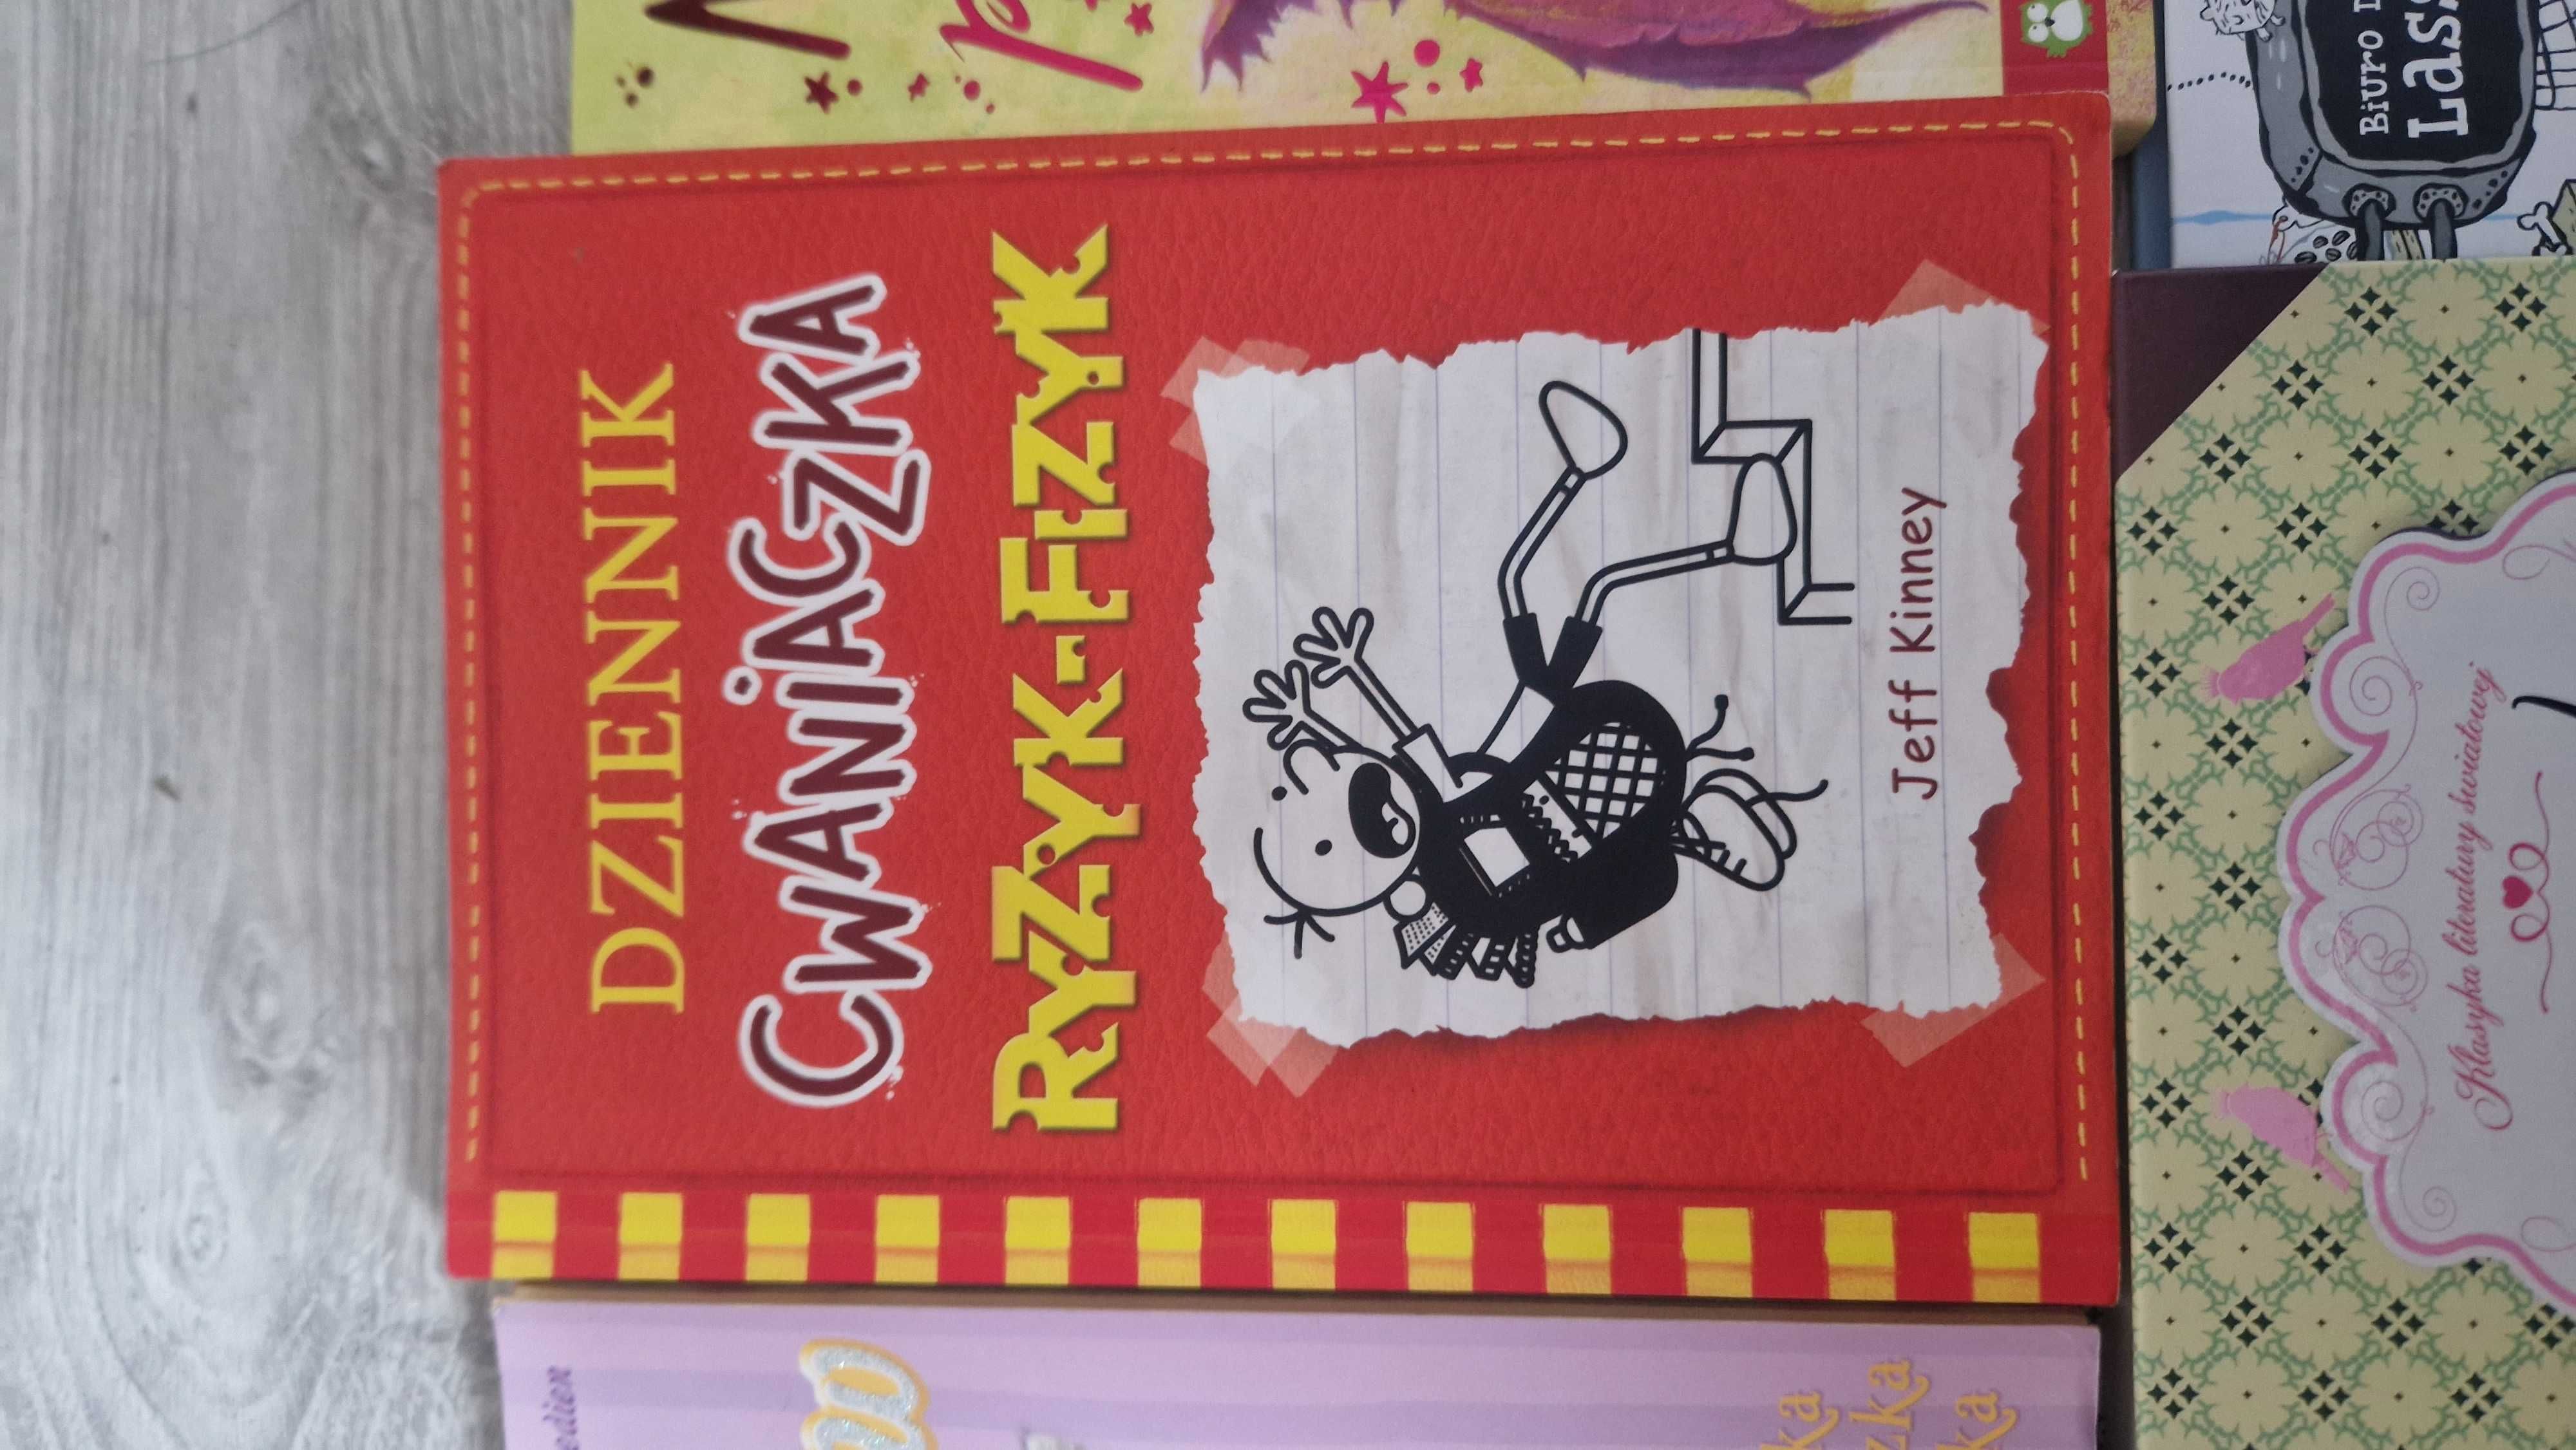 DZIENNIK
CWANIACZKA
RYZYK-FIZYK
Jeff Kinney
Biuro
Klasyka literatury światowej